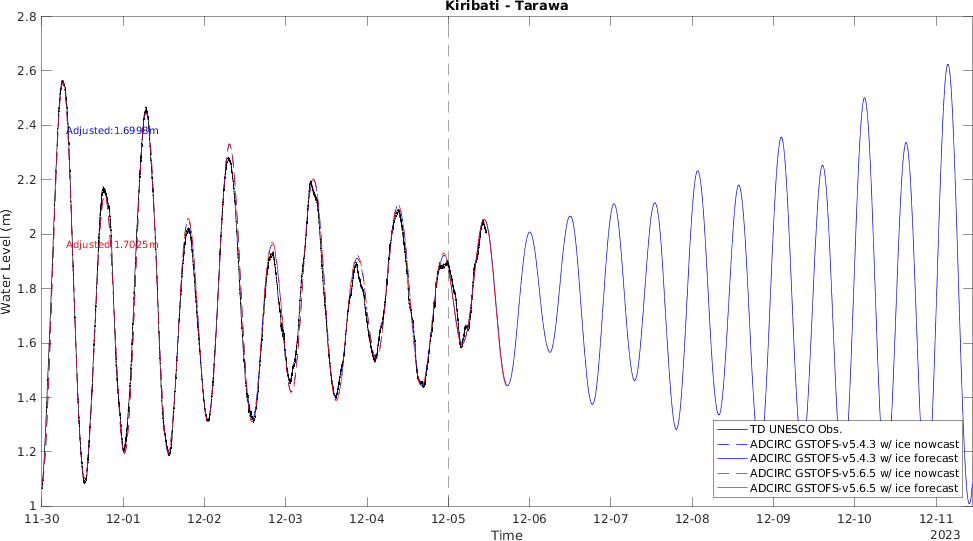 Kiribati - Tarawa
2.8
2.6
2.4
2.2
2
1.8
1.6
1.4
1.2
1
Water Level (m)
Adjusted:1.6998m
Adjusted:1.7025m
TD UNESCO Obs.
ADCIRC GSTOFS-v5.4.3 w/ ice nowcast
ADCIRC GSTOFS-v5.4.3 w/ ice forecast
ADCIRC GSTOFS-v5.6.5 w/ ice nowcast
ADCIRC GSTOFS-v5.6.5 w/ ice forecast
11-30 12-01 12-02 12-03 12-04 12-05 12-06 12-07 12-08 12-09 12-10 12-11
Time
2023